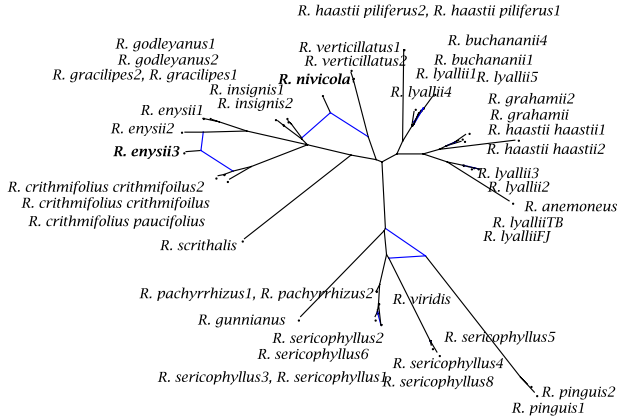 R. haastii piliferus2, R. haastii piliferus1
R. godleyanus1
R. godleyanus2
R. gracilipes2, R. gracilipes1
R. verticillatus1
R. verticillatus2
R. nivicola
R. buchananii4
R. buchananii1
R. lyallii1
R. lyallii5
R. lyallii4
R. insignis1
R. insignis2
R. grahamii2
R. grahamii
R. haastii haastii1
R. haastii haastii2
R. enysii1
R. enysii2
R. enysii3
R. lyallii3
R. lyallii2
R. crithmifolius crithmifoilus2
R. crithmifolius crithmifoilus
R. crithmifolius paucifolius
R. anemoneus
R. lyalliiTB
R. lyalliiFJ
R. scrithalis
R. pachyrrhizus1, R. pachyrrhizus2
R. viridis
R. gunnianus
R. sericophyllus2
R. sericophyllus6
R. sericophyllus5
R. sericophyllus4
R. sericophyllus3, R. sericophyllus1
R. sericophyllus8
R. pinguis2
R. pinguis1